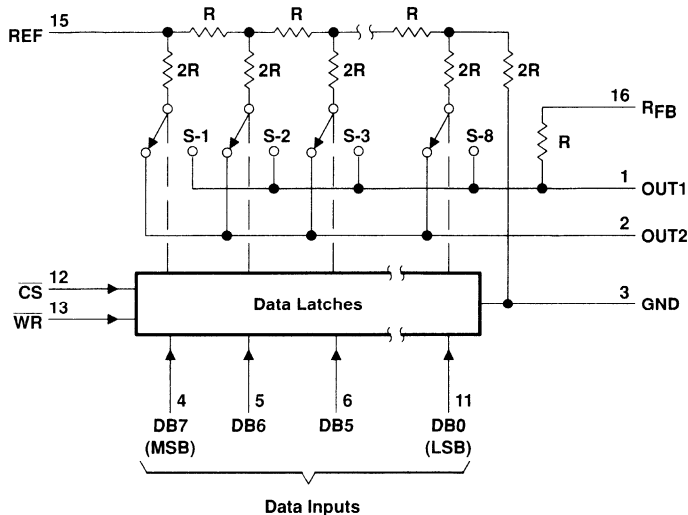 15
REF
R
R
R
2R
2R
2R
2R
2R
16
RFB
S-1
S-2
S-3
S-8
R
1
OUT1
2
OUT2
12
CS
13
WR
Data Latches
3
GND
4
5
6
11
DB7
(MSB)
DB6
DB5
DB0
(LSB)
Data Inputs